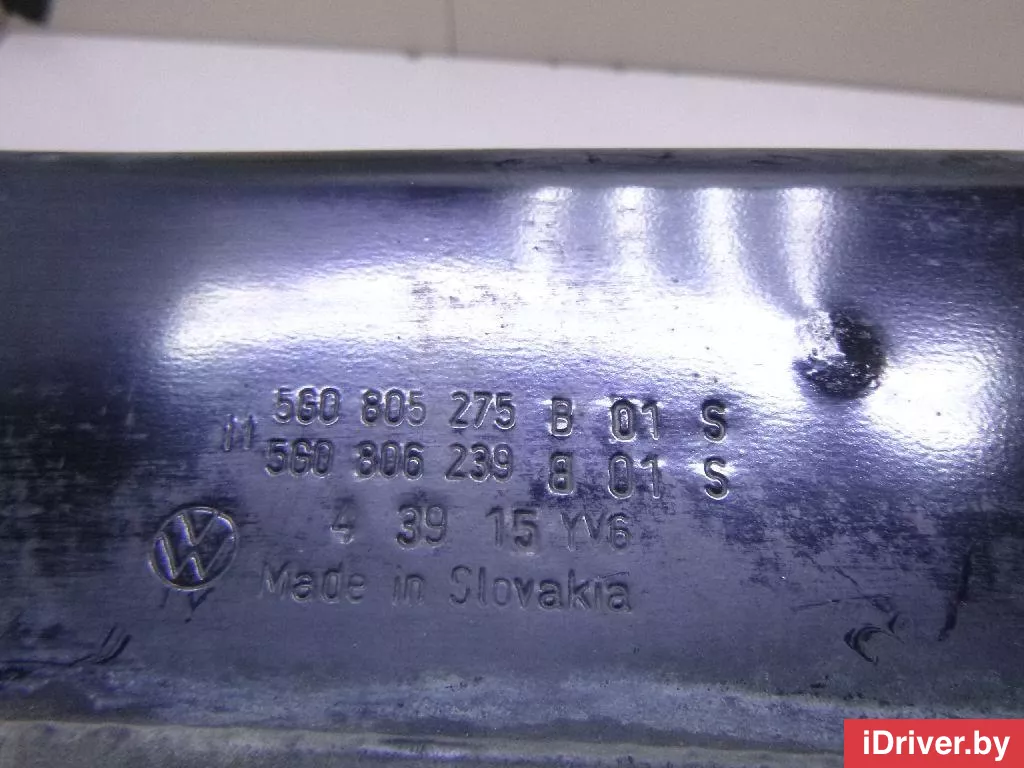 5G0 805 275 B 01 S
5G0 806 239 B 01 S
4 39 15 YV6
Made in Slovakia
iDriver.by